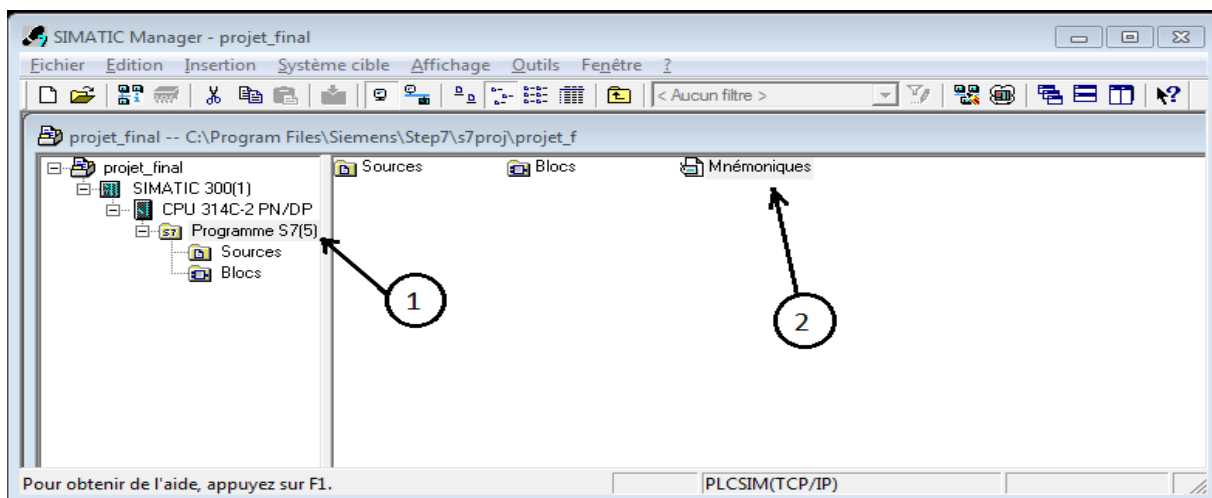 SIMATIC Manager - projet_final
Fichier Edition Insertion Système cible Affichage Outils Fenêtre ?
< Aucun filtre >
projet_final -- C:\Program Files\Siemens\Step7\s7proj\projet_f
projet_final
SIMATIC 300(1)
CPU 314C-2 PN/DP
Programme S7(5)
Sources
Blocs
Sources Blocs Mnémoniques
1
2
Pour obtenir de l'aide, appuyez sur F1. PLCSIM(TCP/IP)